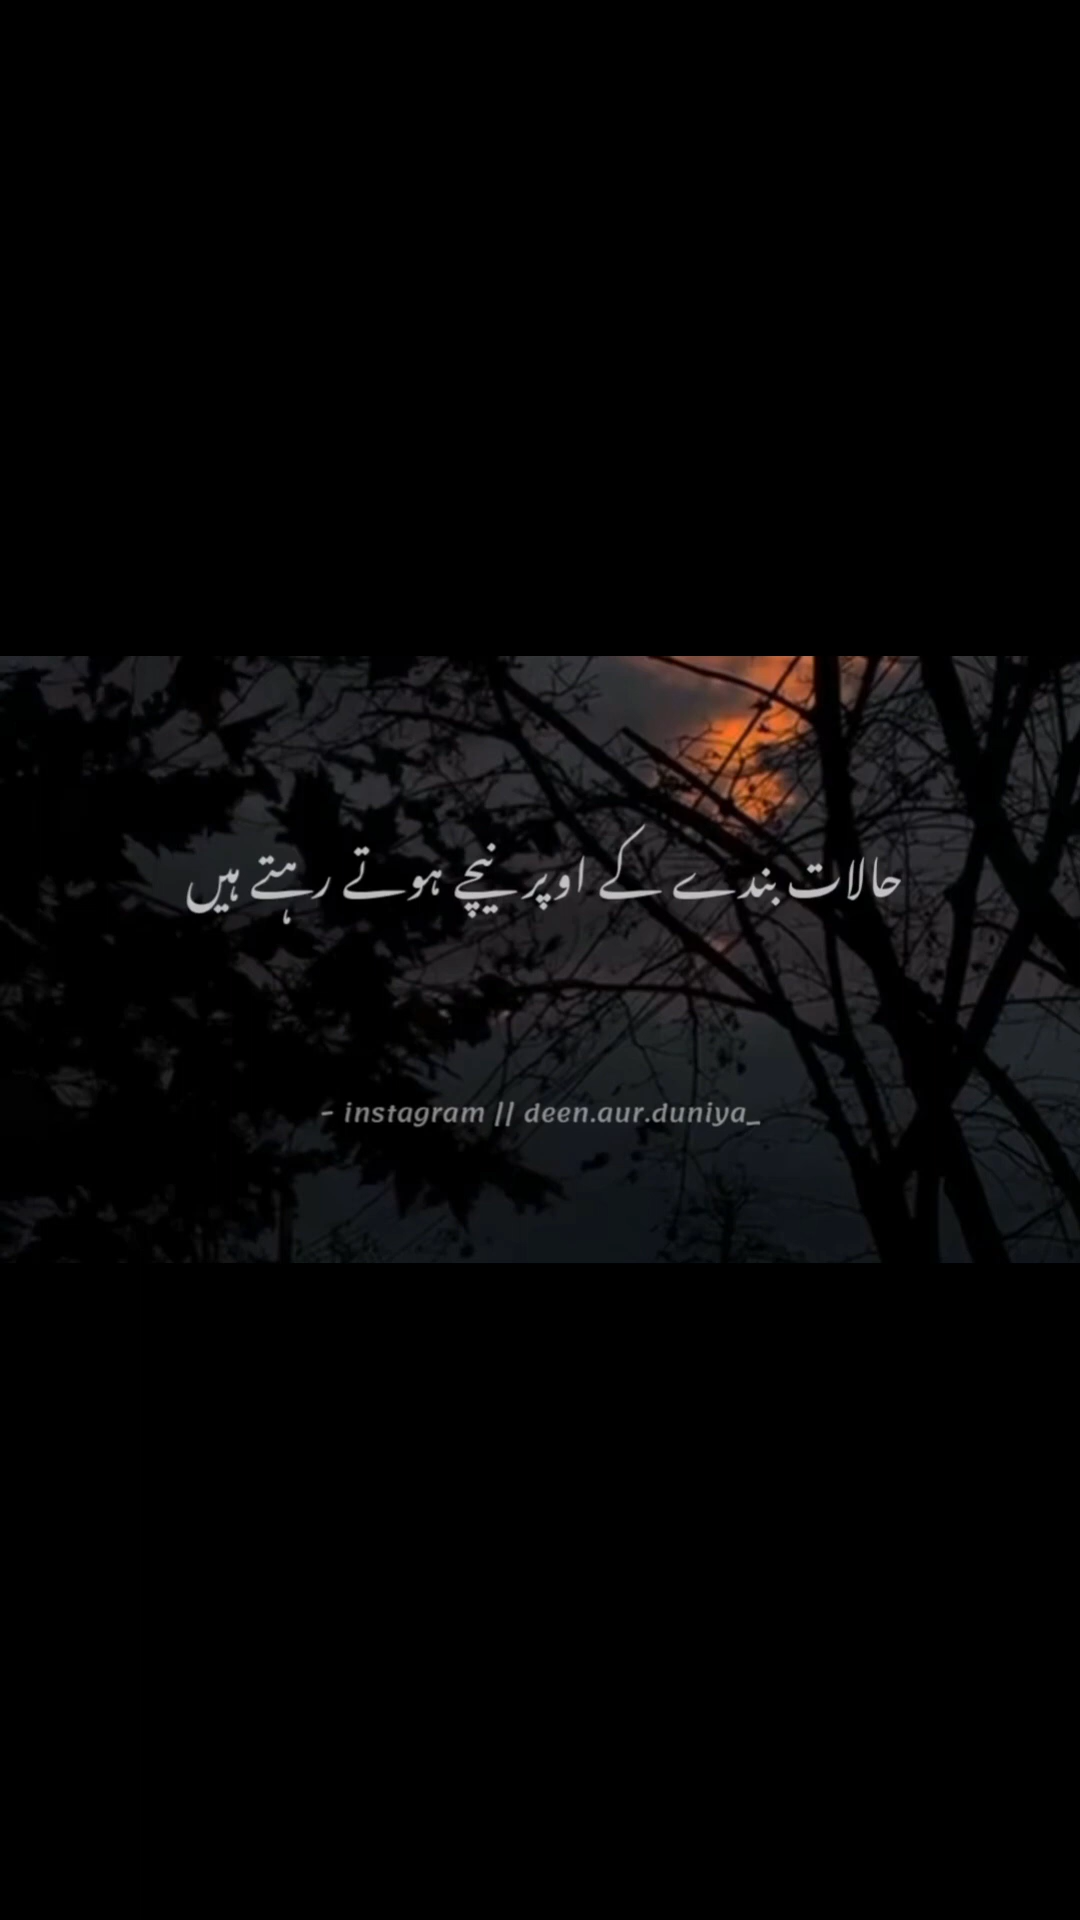 حالات بندے کے اوپر نیچے ہوتے رہتے ہیں
- instagram || deen.aur.duniya_